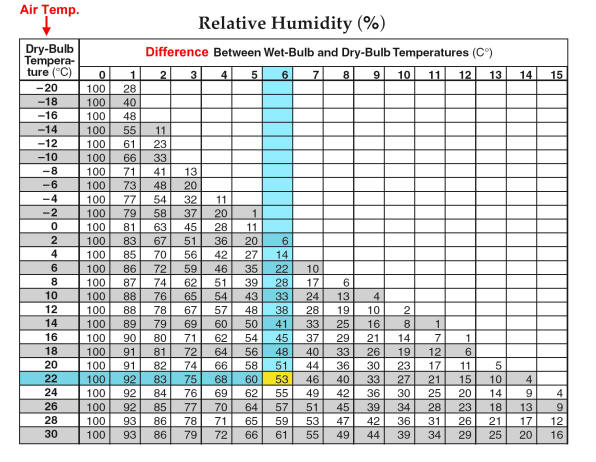 Air Temp.
Relative Humidity (%)
Dry-Bulb Tempera-ture (°C)
Difference Between Wet-Bulb and Dry-Bulb Temperatures (C°)
0 1 2 3 4 5 6 7 8 9 10 11 12 13 14 15
−20 100 28
−18 100 40
−16 100 48
−14 100 55 11
−12 100 61 23
−10 100 66 33
−8 100 71 41 13
−6 100 73 48 20
−4 100 77 54 32 11
−2 100 79 58 37 20 1
0 100 81 63 45 28 11
2 100 83 67 51 36 20 6
4 100 85 70 56 42 27 14
6 100 86 72 59 46 35 22 10
8 100 87 74 62 51 39 28 17 6
10 100 88 76 65 54 43 33 24 13 4
12 100 88 78 67 57 48 38 28 19 10 2
14 100 89 79 69 60 50 41 33 25 16 8 1
16 100 90 80 71 62 54 45 37 29 21 14 7 1
18 100 91 81 72 64 56 48 40 33 26 19 12 6
20 100 91 82 74 66 58 51 44 36 30 23 17 11 5
22 100 92 83 75 68 60 53 46 40 33 27 21 15 10 4
24 100 92 84 76 69 62 55 49 42 36 30 25 20 14 9 4
26 100 92 85 77 70 64 57 51 45 39 34 28 23 18 13 9
28 100 93 86 78 71 65 59 53 47 42 36 31 26 21 17 12
30 100 93 86 79 72 66 61 55 49 44 39 34 29 25 20 16